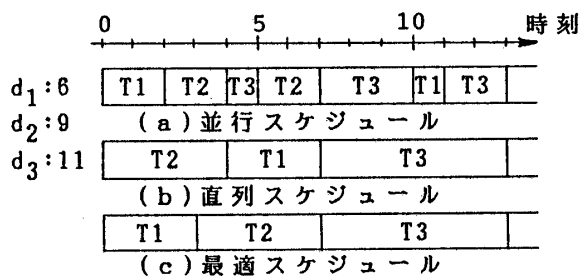 0 5 10 時刻
d1:6 T1 T2 T3 T2 T3 T1 T3
d2:9 (a)並行スケジュール
d3:11 T2 T1 T3
(b)直列スケジュール
T1 T2 T3
(c)最適スケジュール